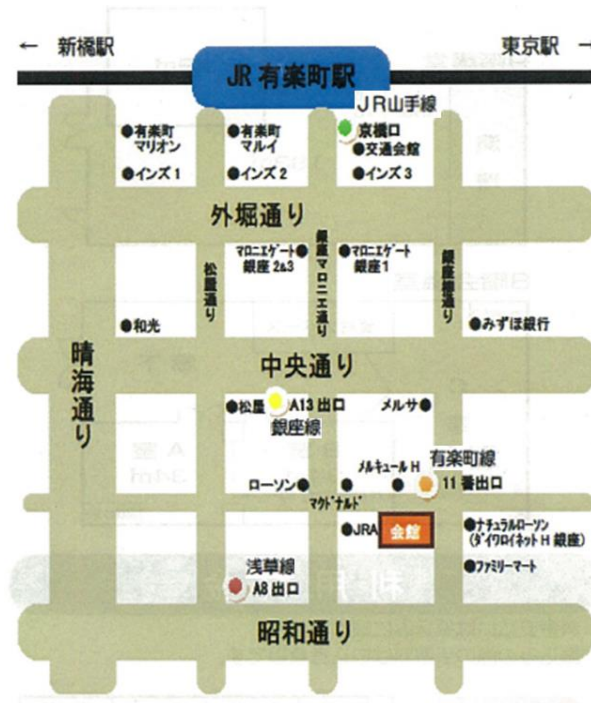 ← 新橋駅
東京駅 →
JR 有楽町駅
JR山手線
●有楽町
マリオン
●有楽町
マルイ
京橋口
●交通会館
●インズ 1
●インズ 2
●インズ 3
外堀通り
マロニエゲート●
銀座 2&3
●マロニエゲート
銀座1
松屋通り
銀座マロニエ通り
銀座桜通り
●和光
●みずほ銀行
晴海通り
中央通り
●松屋
A13 出口
メルサ●
銀座線
有楽町線
メルキュール H
ローソン●
11 番出口
マクドナルド
●JRA
会館
●ナチュラルローソン
(ダイワロイネット H 銀座)
●ファミリーマート
浅草線
A8 出口
昭和通り